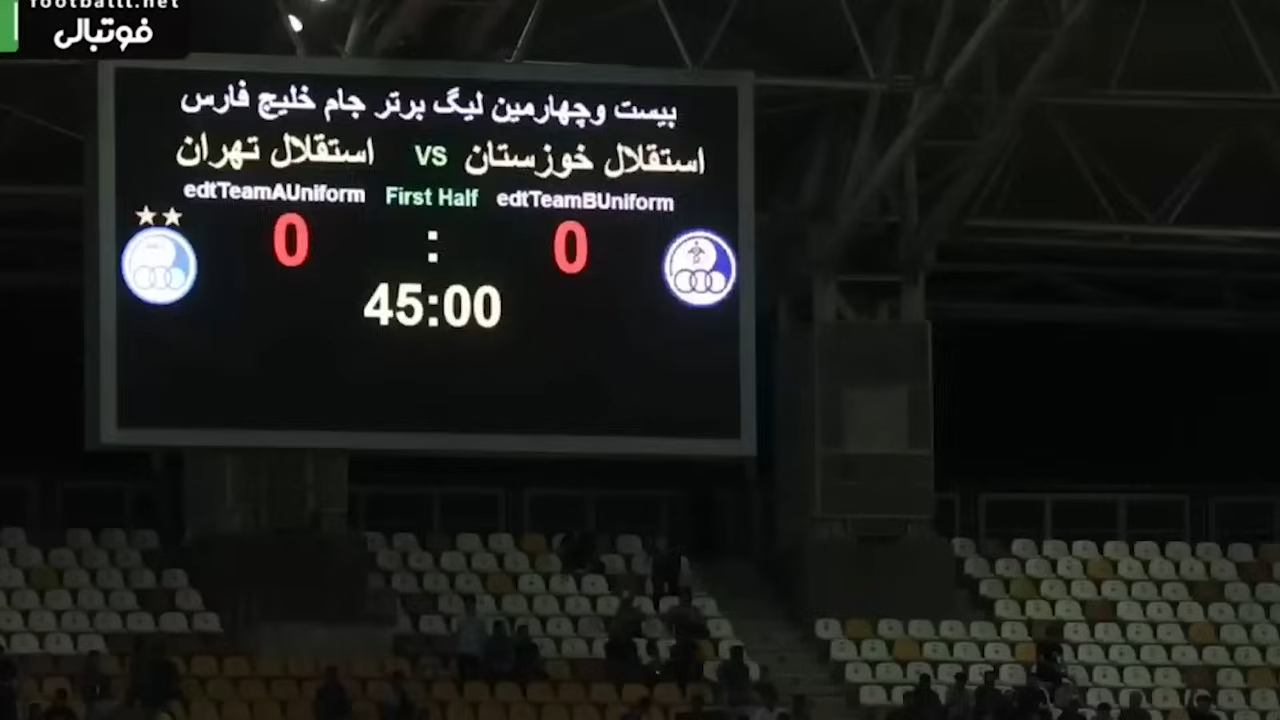 footballi.net
فوتبالی
بیست وچهارمین لیگ برتر جام خلیج فارس
استقلال خوزستان VS استقلال تهران
edtTeamAUniform First Half edtTeamBUniform
0 : 0
45:00